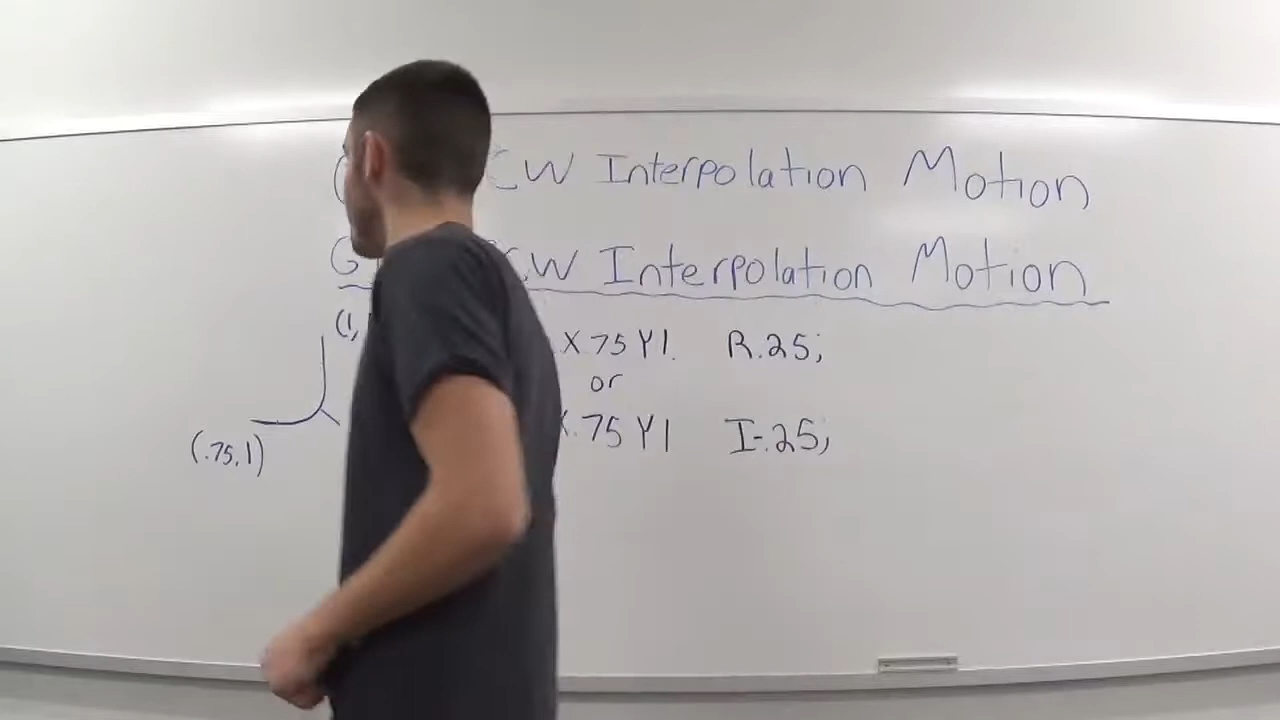 CW Interpolation Motion
G CW Interpolation Motion
(1,
X.75 Y1. R.25;
or
X.75 Y1 I-.25;
(.75,1)